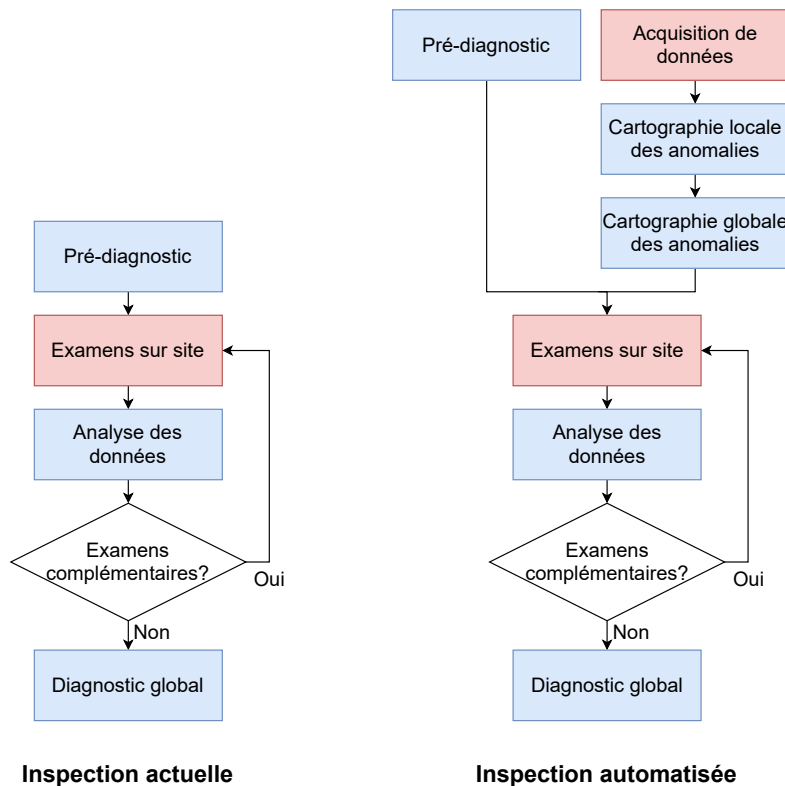 Pré-diagnostic
Examens sur site
Analyse des
données
Examens
complémentaires?
Oui
Non
Diagnostic global
Inspection actuelle
Pré-diagnostic
Acquisition de
données
Cartographie locale
des anomalies
Cartographie globale
des anomalies
Examens sur site
Analyse des
données
Examens
complémentaires?
Oui
Non
Diagnostic global
Inspection automatisée